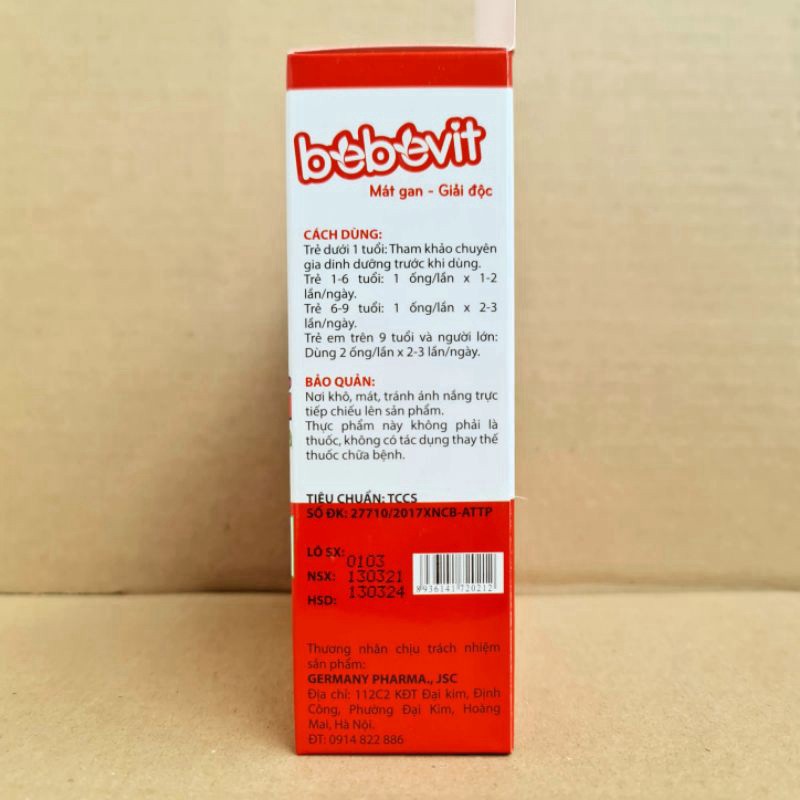 bebevit
Mát gan - Giải độc
CÁCH DÙNG:
Trẻ dưới 1 tuổi: Tham khảo chuyên
gia dinh dưỡng trước khi dùng.
Trẻ 1-6 tuổi: 1 ống/lần x 1-2
lần/ngày.
Trẻ 6-9 tuổi: 1 ống/lần x 2-3
lần/ngày.
Trẻ em trên 9 tuổi và người lớn:
Dùng 2 ống/lần x 2-3 lần/ngày.
BẢO QUẢN:
Nơi khô, mát, tránh ánh nắng trực
tiếp chiếu lên sản phẩm.
Thực phẩm này không phải là
thuốc, không có tác dụng thay thế
thuốc chữa bệnh.
TIÊU CHUẨN: TCCS
SỐ ĐK: 27710/2017XNCB-ATTP
LÔ SX: 0103
NSX: 130321
HSD: 130324
8936141720212
Thương nhân chịu trách nhiệm
sản phẩm:
GERMANY PHARMA., JSC
Địa chỉ: 112C2 KĐT Đại kim, Định
Công, Phường Đại Kim, Hoàng
Mai, Hà Nội.
ĐT: 0914 822 886